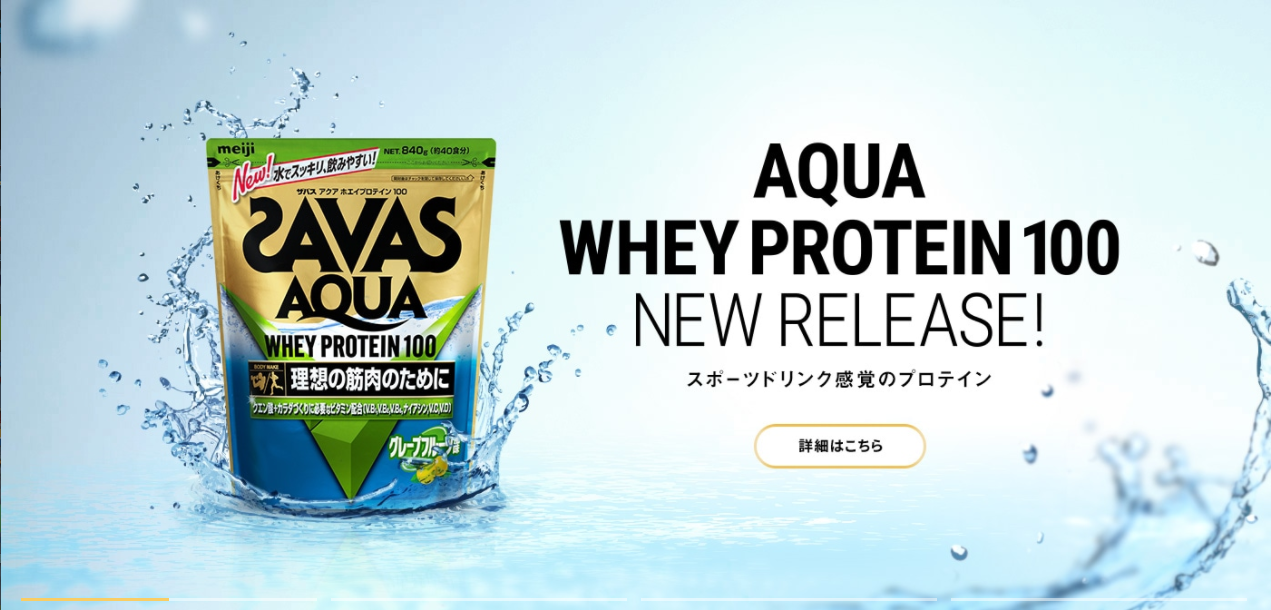 meiji
NET.840g(約40食分)
New! 水でスッキリ、飲みやすい!
ザバス アクア ホエイプロテイン 100
SAVAS
AQUA
WHEY PROTEIN 100
BODY MAKE
理想の筋肉のために
クエン酸+カラダづくりに必要なビタミン配合(V.B₁,V.B₂,V.B₆,ナイアシン,V.C,V.D)
グレープフルーツ味
AQUA
WHEY PROTEIN 100
NEW RELEASE!
スポーツドリンク感覚のプロテイン
詳細はこちら